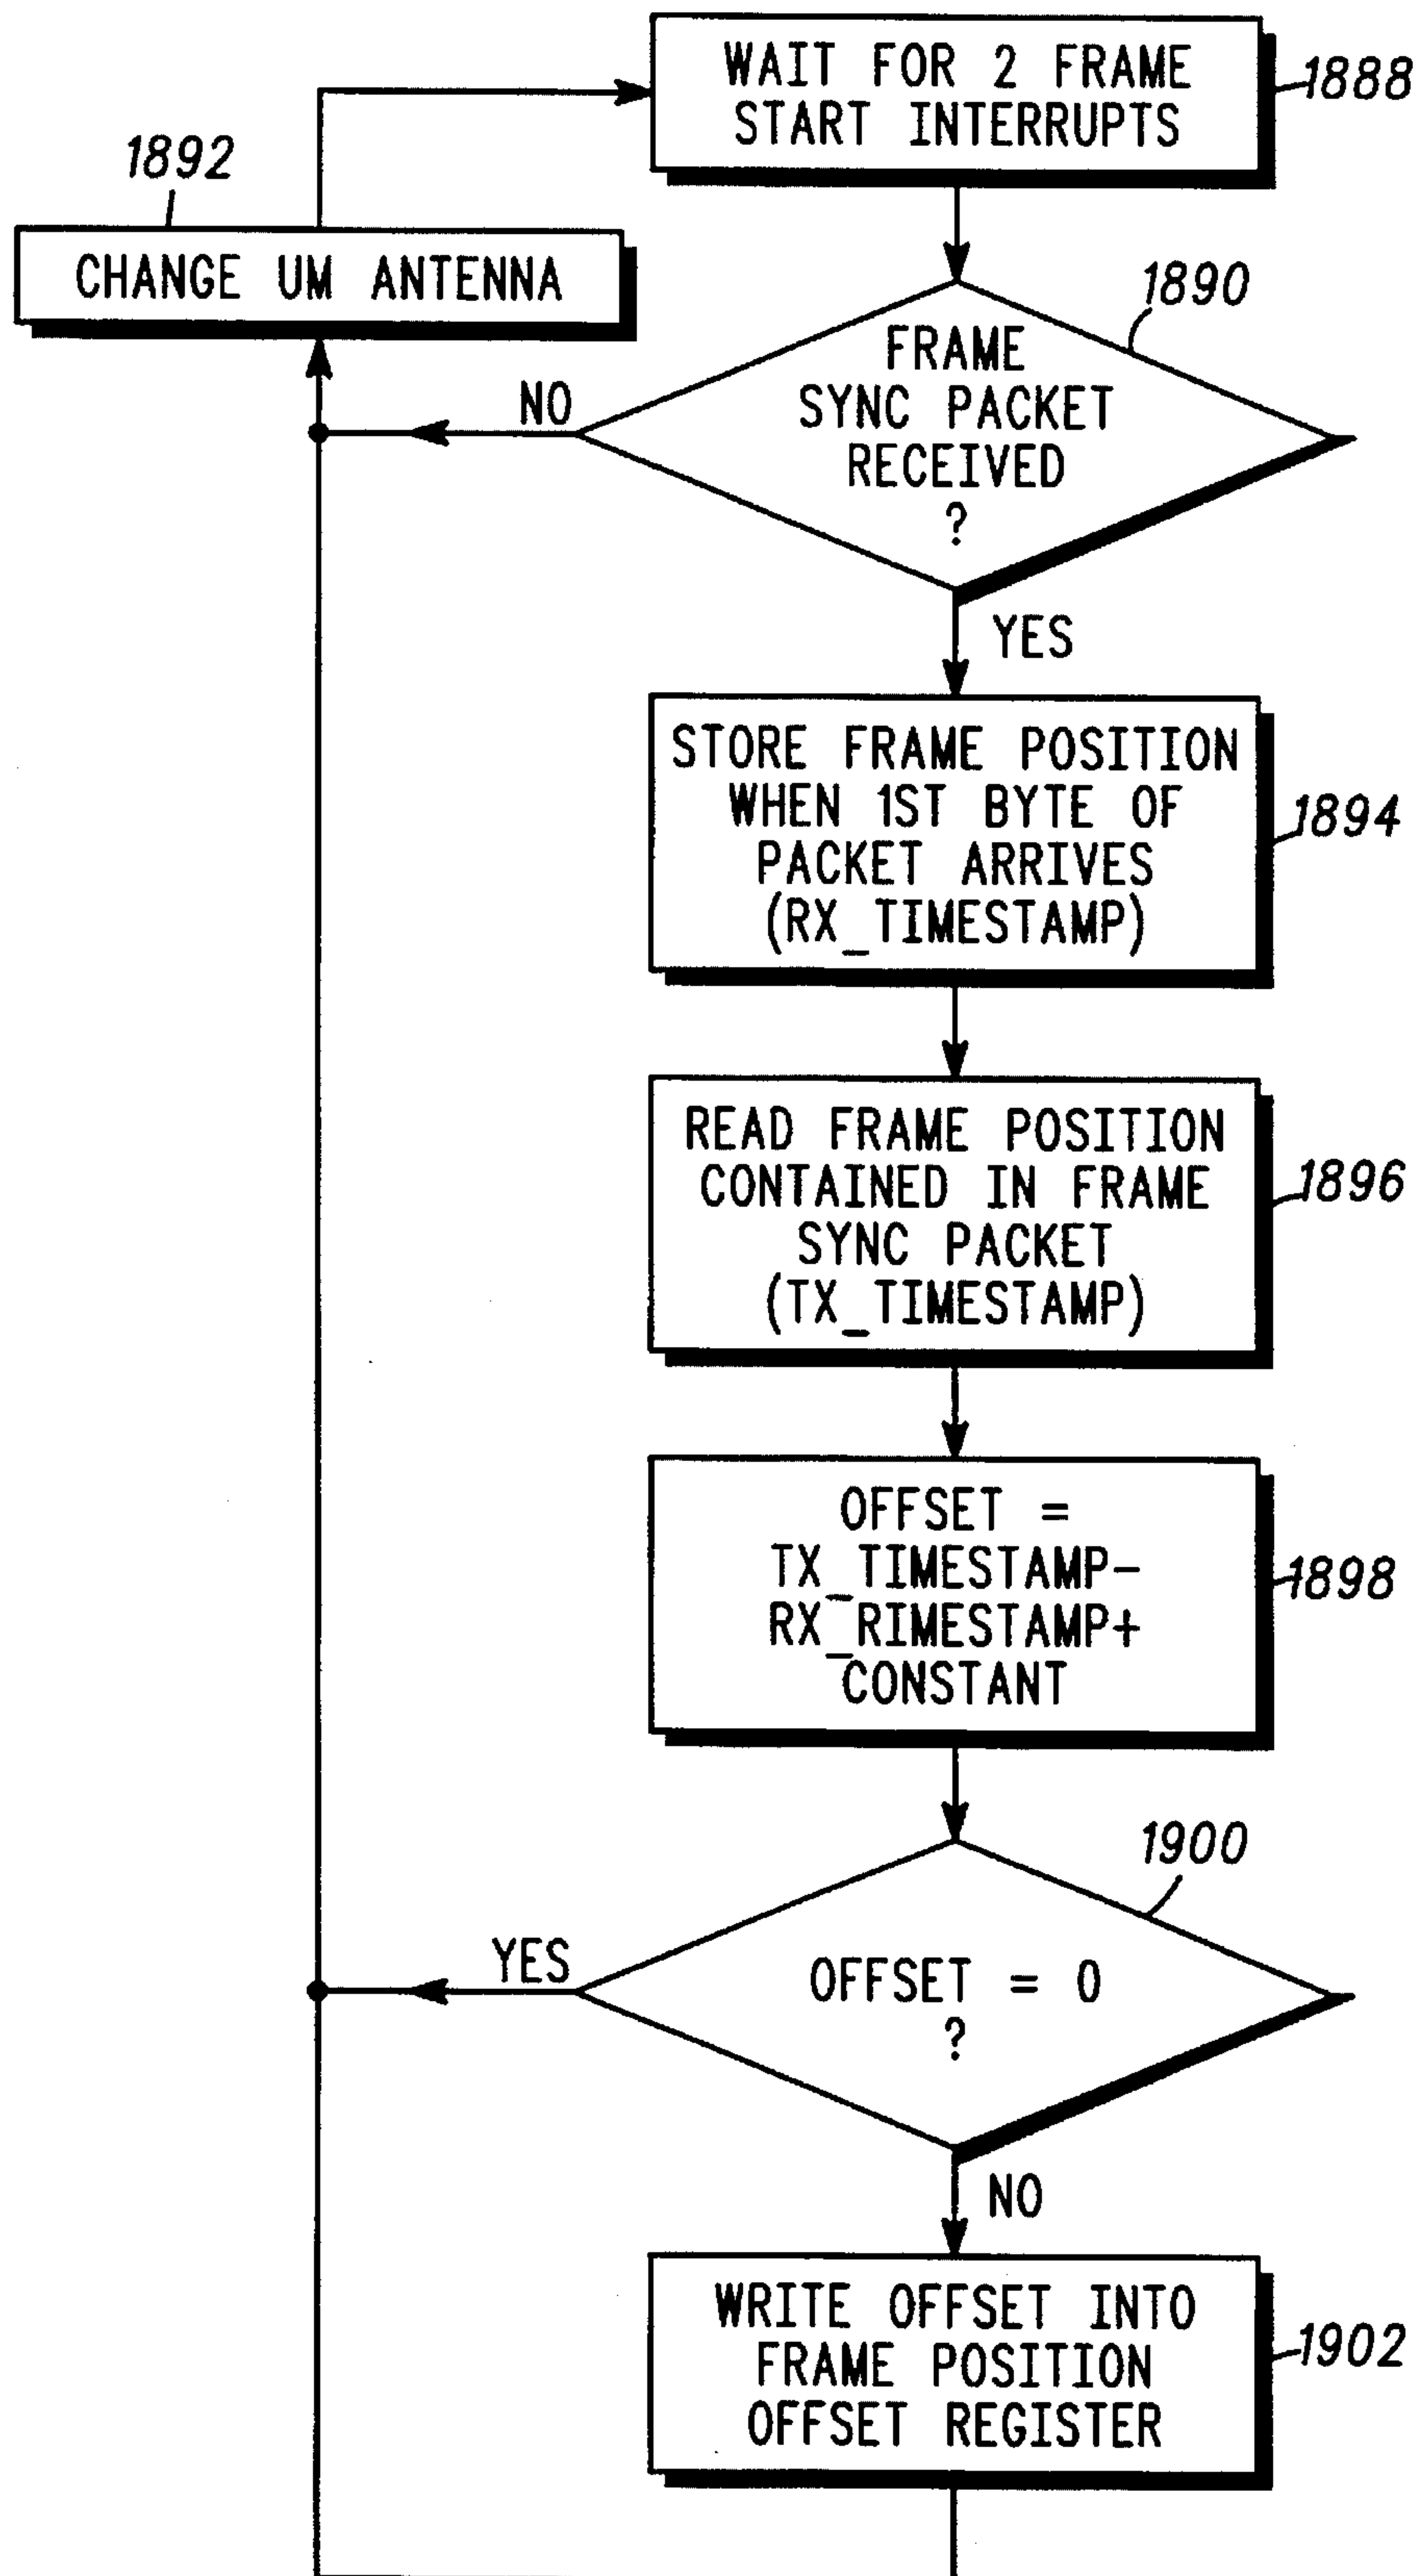 WAIT FOR 2 FRAME
START INTERRUPTS
1888
1892
CHANGE UM ANTENNA
1890
FRAME
SYNC PACKET
RECEIVED
?
NO
YES
STORE FRAME POSITION
WHEN 1ST BYTE OF
PACKET ARRIVES
(RX_TIMESTAMP)
1894
READ FRAME POSITION
CONTAINED IN FRAME
SYNC PACKET
(TX_TIMESTAMP)
1896
OFFSET =
TX_TIMESTAMP-
RX_RIMESTAMP+
CONSTANT
1898
1900
OFFSET = 0
?
YES
NO
WRITE OFFSET INTO
FRAME POSITION
OFFSET REGISTER
1902